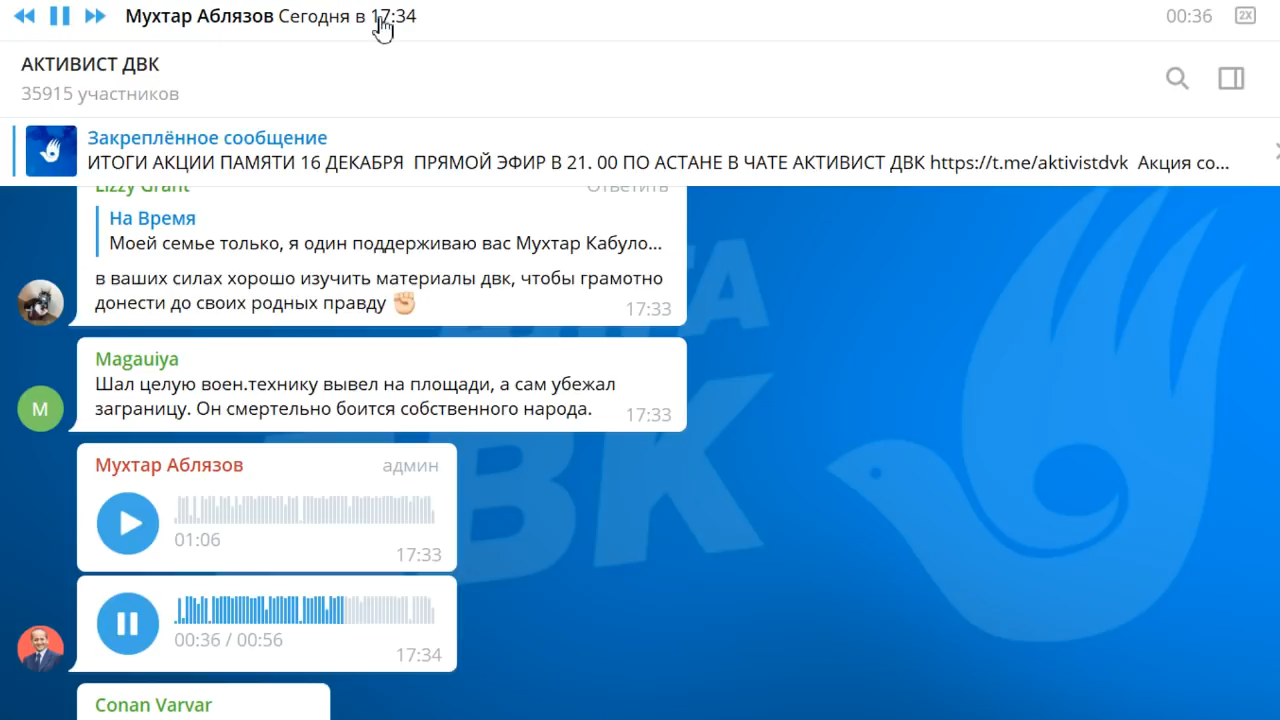 Мухтар Аблязов Сегодня в 17:34
00:36
2X
АКТИВИСТ ДВК
35915 участников
Закреплённое сообщение
ИТОГИ АКЦИИ ПАМЯТИ 16 ДЕКАБРЯ ПРЯМОЙ ЭФИР В 21. 00 ПО АСТАНЕ В ЧАТЕ АКТИВИСТ ДВК https://t.me/aktivistdvk Акция со...
Lizzy Grant
Ответить
На Время
Моей семье только, я один поддерживаю вас Мухтар Кабуло...
в ваших силах хорошо изучить материалы двк, чтобы грамотно
донести до своих родных правду ✊
17:33
Magauiya
Шал целую воен.технику вывел на площади, а сам убежал
заграницу. Он смертельно боится собственного народа.
17:33
М
Мухтар Аблязов
админ
01:06
17:33
00:36 / 00:56
17:34
Conan Varvar
ДВК